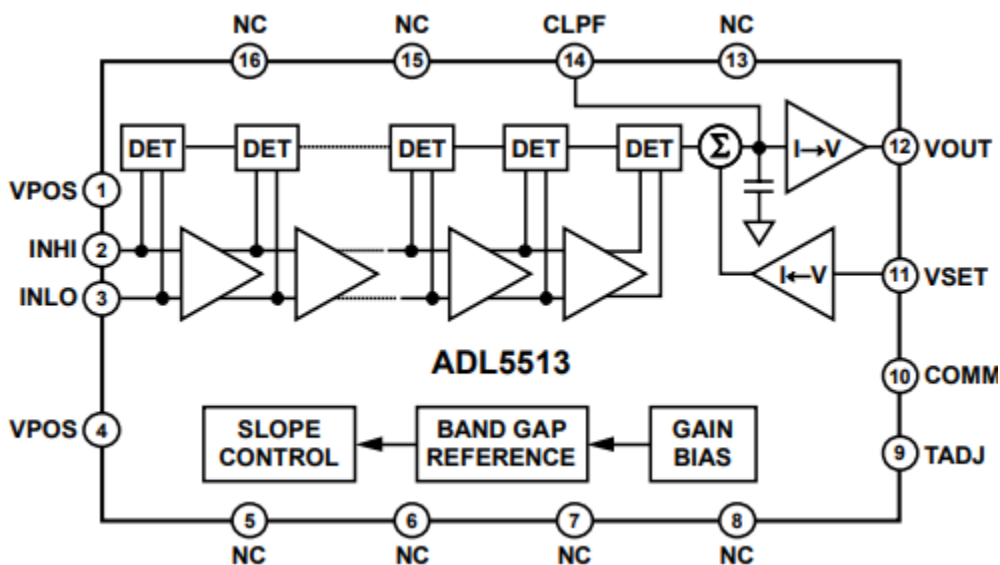 NC NC CLPF NC
16 15 14 13
DET DET DET DET DET Σ I→V 12 VOUT
VPOS 1
INHI 2
INLO 3 I←V 11 VSET
ADL5513
10 COMM
VPOS 4
SLOPE CONTROL
BAND GAP REFERENCE
GAIN BIAS
9 TADJ
5 6 7 8
NC NC NC NC